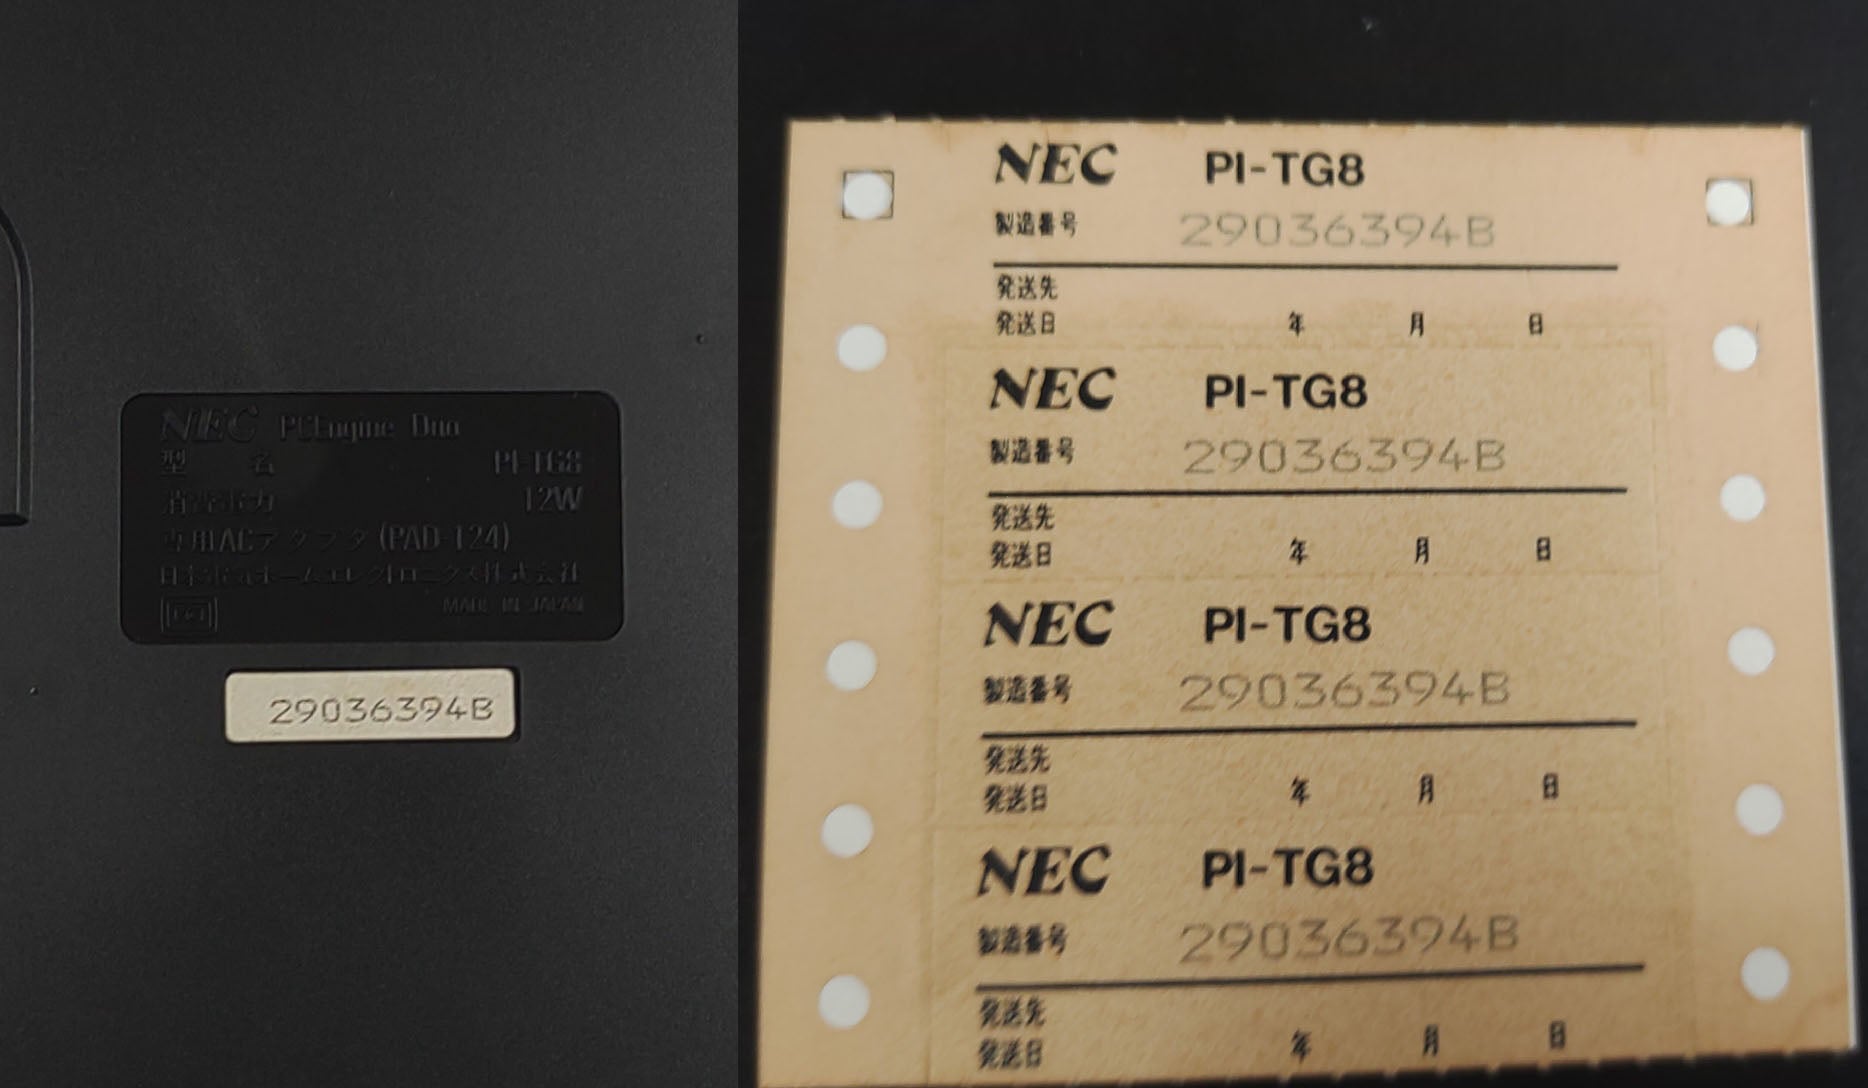 NEC PCEngine Duo
型 名 PI-TG8
消費電力 12W
専用ACアダプタ(PAD-124)
日本電気ホームエレクトロニクス株式会社
MADE IN JAPAN
29036394B
NEC PI-TG8
製造番号 29036394B
発送先
発送日 年 月 日
NEC PI-TG8
製造番号 29036394B
発送先
発送日 年 月 日
NEC PI-TG8
製造番号 29036394B
発送先
発送日 年 月 日
NEC PI-TG8
製造番号 29036394B
発送先
発送日 年 月 日